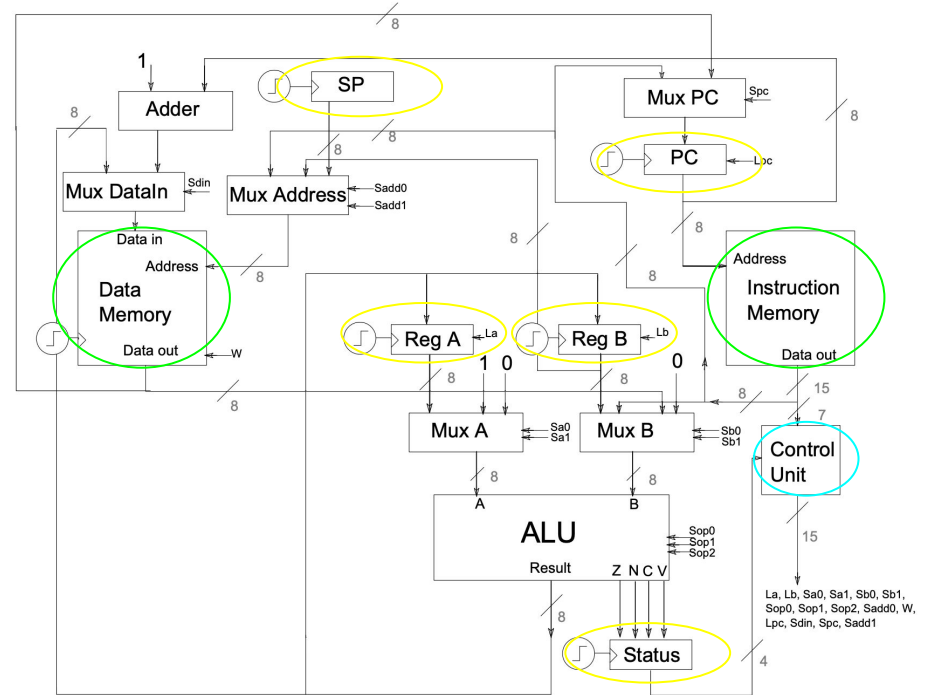 8
1
SP
Adder
Mux PC
Spc
8
8
8
8
PC
Lpc
Mux DataIn
Sdin
Mux Address
Sadd0
Sadd1
8
8
Data in
Address
8
8
Address
Data
Memory
Instruction
Memory
Reg A
La
Reg B
Lb
Data out
W
Data out
8
1
0
8
0
15
8
8
7
Mux A
Sa0
Sa1
Mux B
Sb0
Sb1
Control
Unit
8
8
A
B
ALU
Sop0
Sop1
Sop2
15
Result
Z N C V
8
La, Lb, Sa0, Sa1, Sb0, Sb1,
Sop0, Sop1, Sop2, Sadd0, W,
Lpc, Sdin, Spc, Sadd1
Status
4